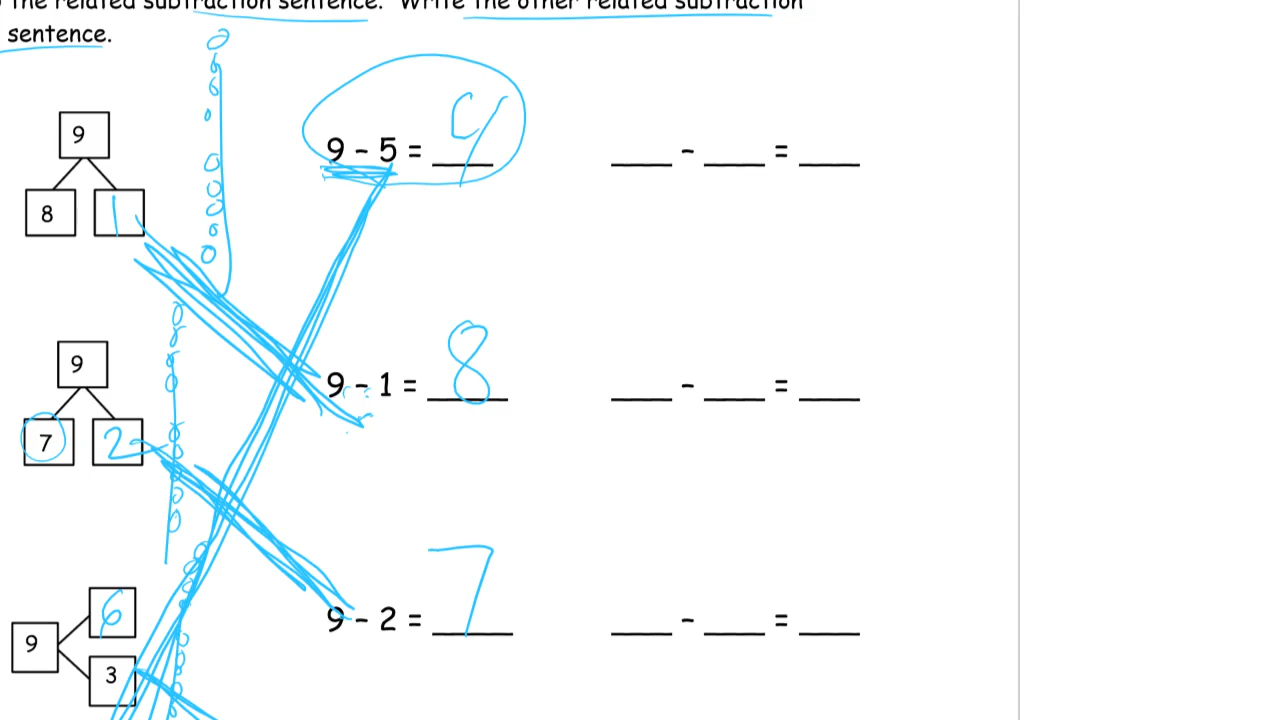 the related subtraction sentence. Write the other related subtraction
sentence.
9
8 1
9 - 5 = 4
___ - ___ = ___
9
7 2
9 - 1 = 8
___ - ___ = ___
6
9
3
9 - 2 = 7
___ - ___ = ___